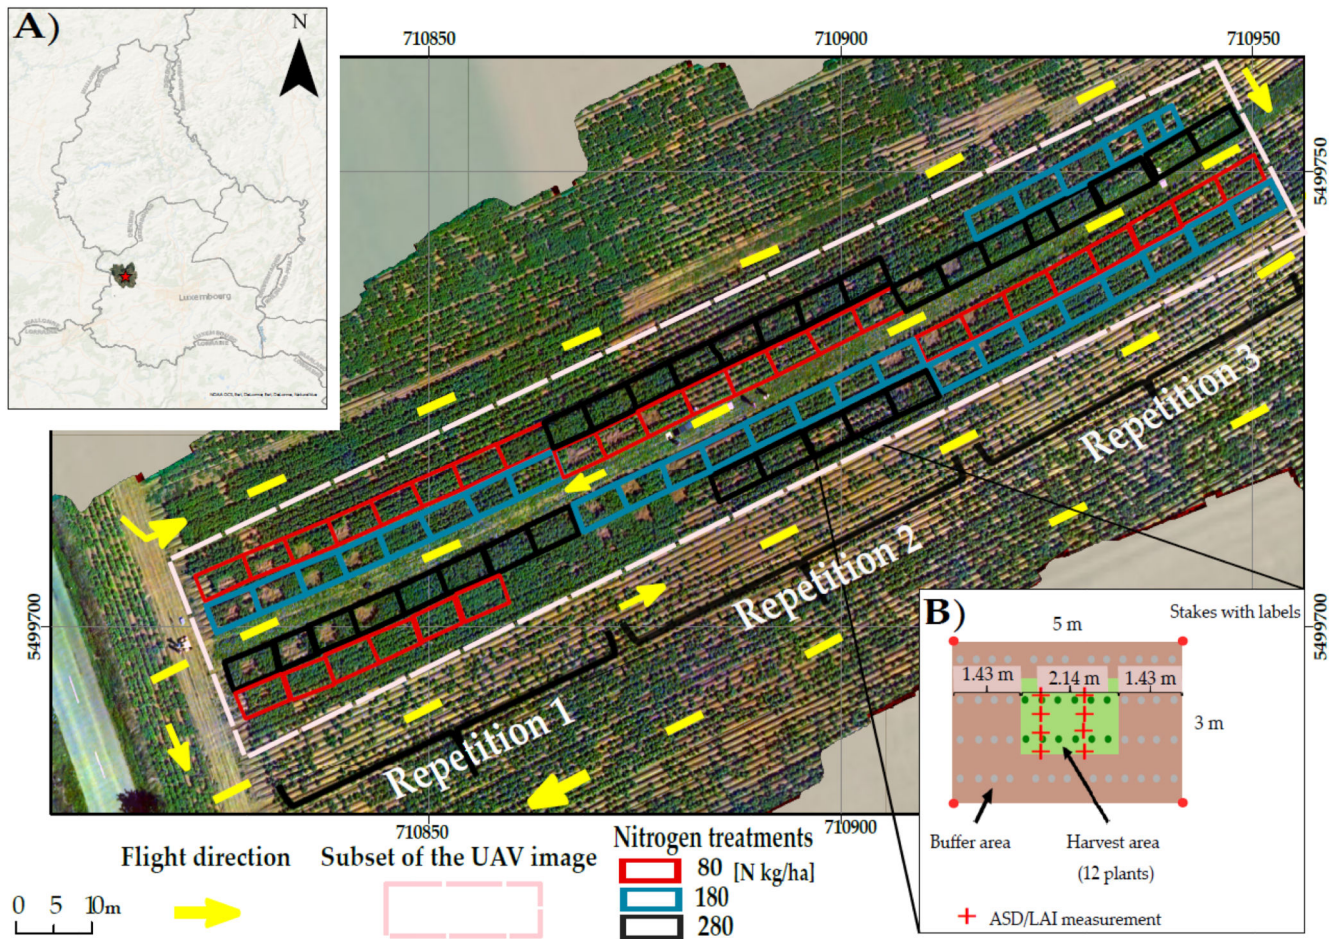 A)
N
Luxembourg
710850
710900
710950
5499750
5499700
Repetition 3
Repetition 2
Repetition 1
710850
710900
B)
Stakes with labels
5 m
1.43 m
2.14 m
1.43 m
3 m
Buffer area
Harvest area
(12 plants)
ASD/LAI measurement
Flight direction
Subset of the UAV image
Nitrogen treatments
80 [N kg/ha]
180
280
0 5 10m